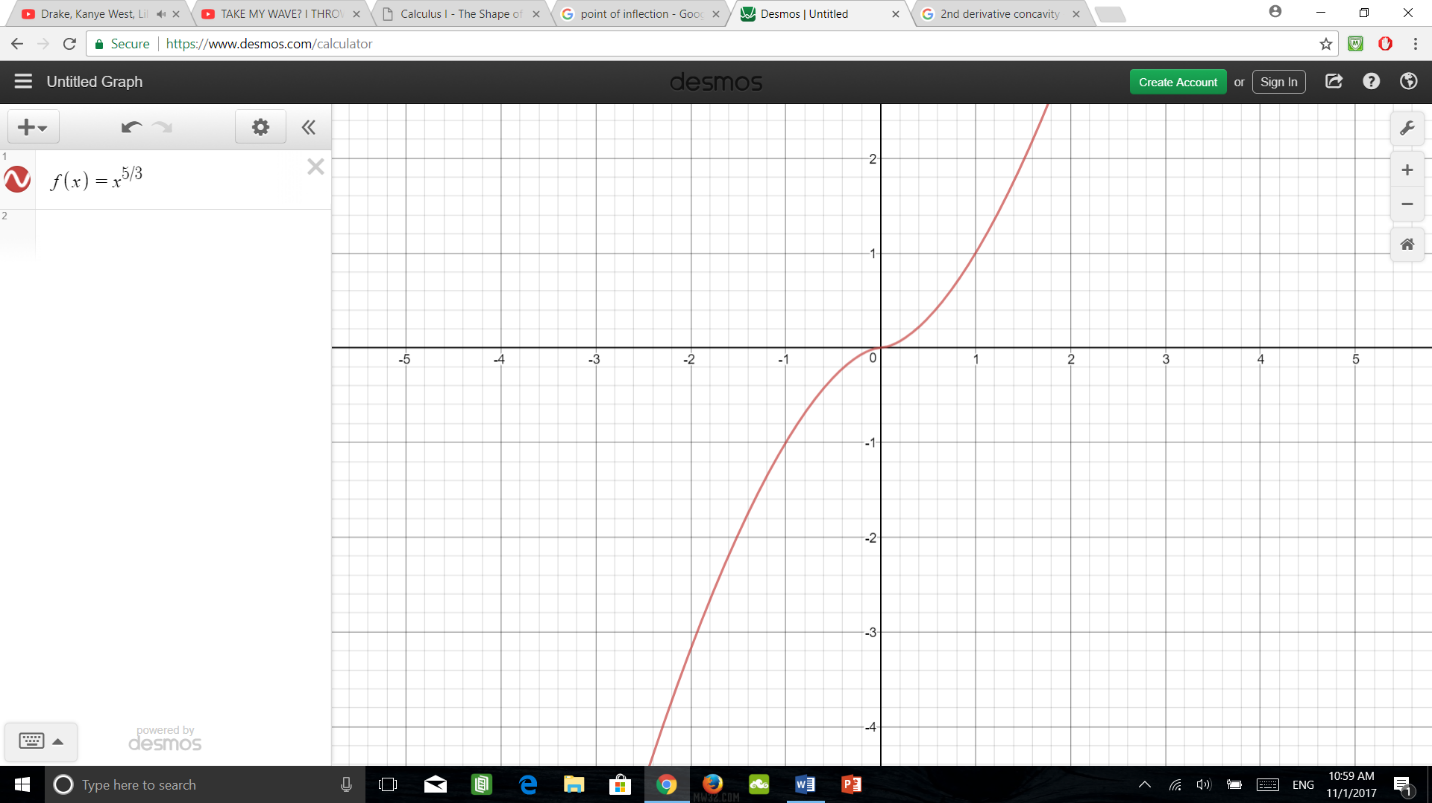 Drake, Kanye West, Lil
TAKE MY WAVE? I THRO
Calculus I - The Shape of
point of inflection - Goog
Desmos | Untitled
2nd derivative concavity
Secure
https://www.desmos.com/calculator
Untitled Graph
desmos
Create Account or Sign In
1
f(x) = x^5/3
2
2
1
-5 -4 -3 -2 -1 0 1 2 3 4 5
-1
-2
-3
-4
powered by
desmos
Type here to search
ENG
10:59 AM
11/1/2017
1